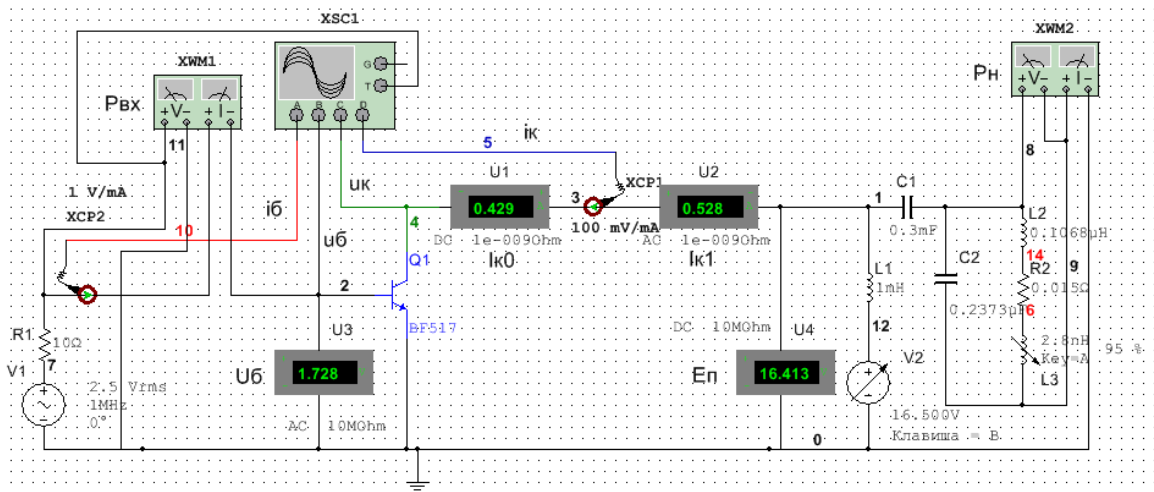 XSC1
XWM1
XWM2
G
T
A B C D
Pвх
+V- + I -
Pн
+V- + I -
11
1 V/mA
XCP2
10
iб
uб
uк
5
iк
U1
0.429
DC 1e-009Ohm
Iк0
4
3
XCP1
100 mV/mA
U2
0.528
AC 1e-009Ohm
Iк1
1
C1
0.3mF
8
L2
0.1068µH
14
R2
0.015Ω
9
6
C2
0.2373µF
L1
1mH
12
Q1
BF517
2
R1
10Ω
7
V1
2.5 Vrms
1MHz
0°
U3
Uб
1.728
AC 10MOhm
DC 10MOhm
U4
Eп
16.413
V2
16.500V
Клавиша = B
2.8nH
Key=A
95 %
L3
0